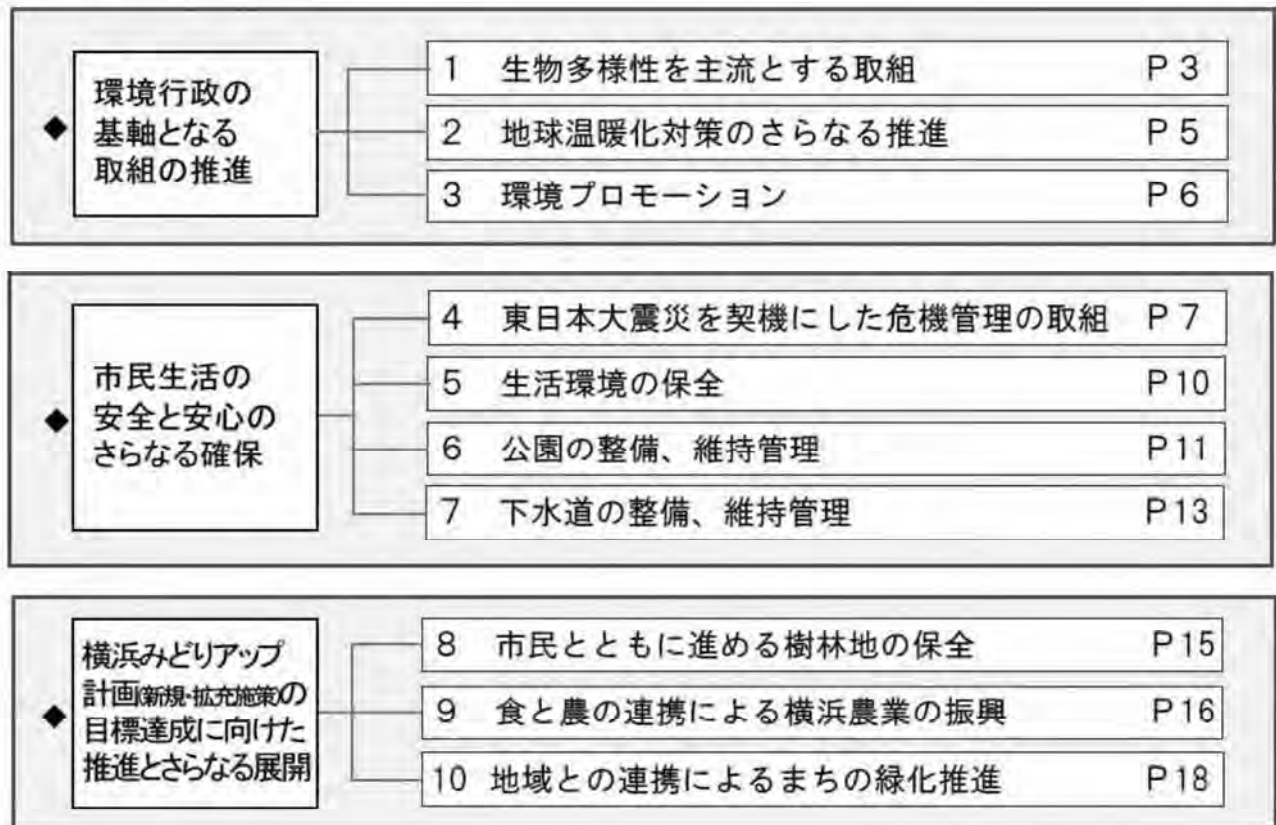 ◆ 環境行政の
基軸となる
取組の推進
1 生物多様性を主流とする取組 P 3
2 地球温暖化対策のさらなる推進 P 5
3 環境プロモーション P 6
◆ 市民生活の
安全と安心の
さらなる確保
4 東日本大震災を契機にした危機管理の取組 P 7
5 生活環境の保全 P10
6 公園の整備、維持管理 P11
7 下水道の整備、維持管理 P13
◆ 横浜みどりアップ
計画(新規・拡充施策)の
目標達成に向けた
推進とさらなる展開
8 市民とともに進める樹林地の保全 P15
9 食と農の連携による横浜農業の振興 P16
10 地域との連携によるまちの緑化推進 P18